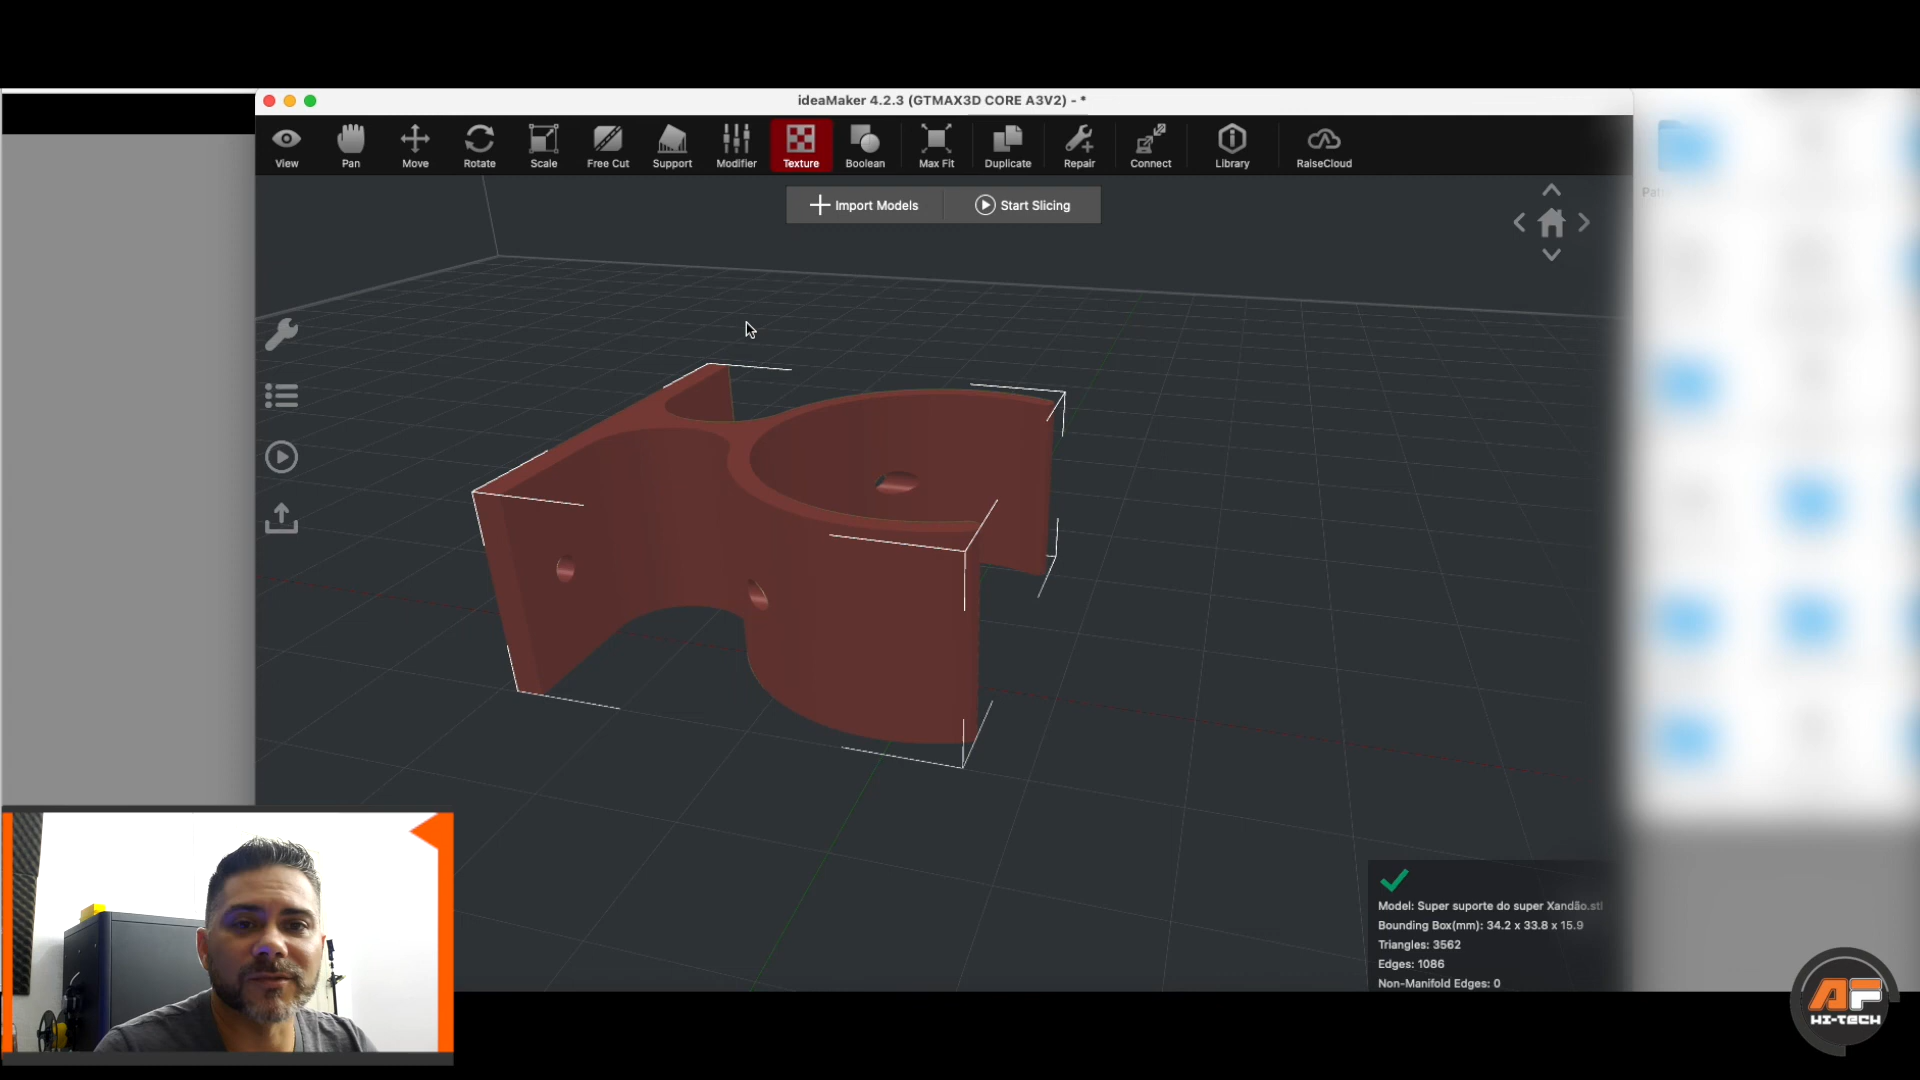 ideaMaker 4.2.3 (GTMAX3D CORE A3V2) - *
View
Pan
Move
Rotate
Scale
Free Cut
Support
Modifier
Texture
Boolean
Max Fit
Duplicate
Repair
Connect
Library
RaiseCloud
Import Models
Start Slicing
Model: Super suporte do super Xandão.stl
Bounding Box(mm): 34.2 x 33.8 x 15.9
Triangles: 3562
Edges: 1086
Non-Manifold Edges: 0
AF
HI-TECH